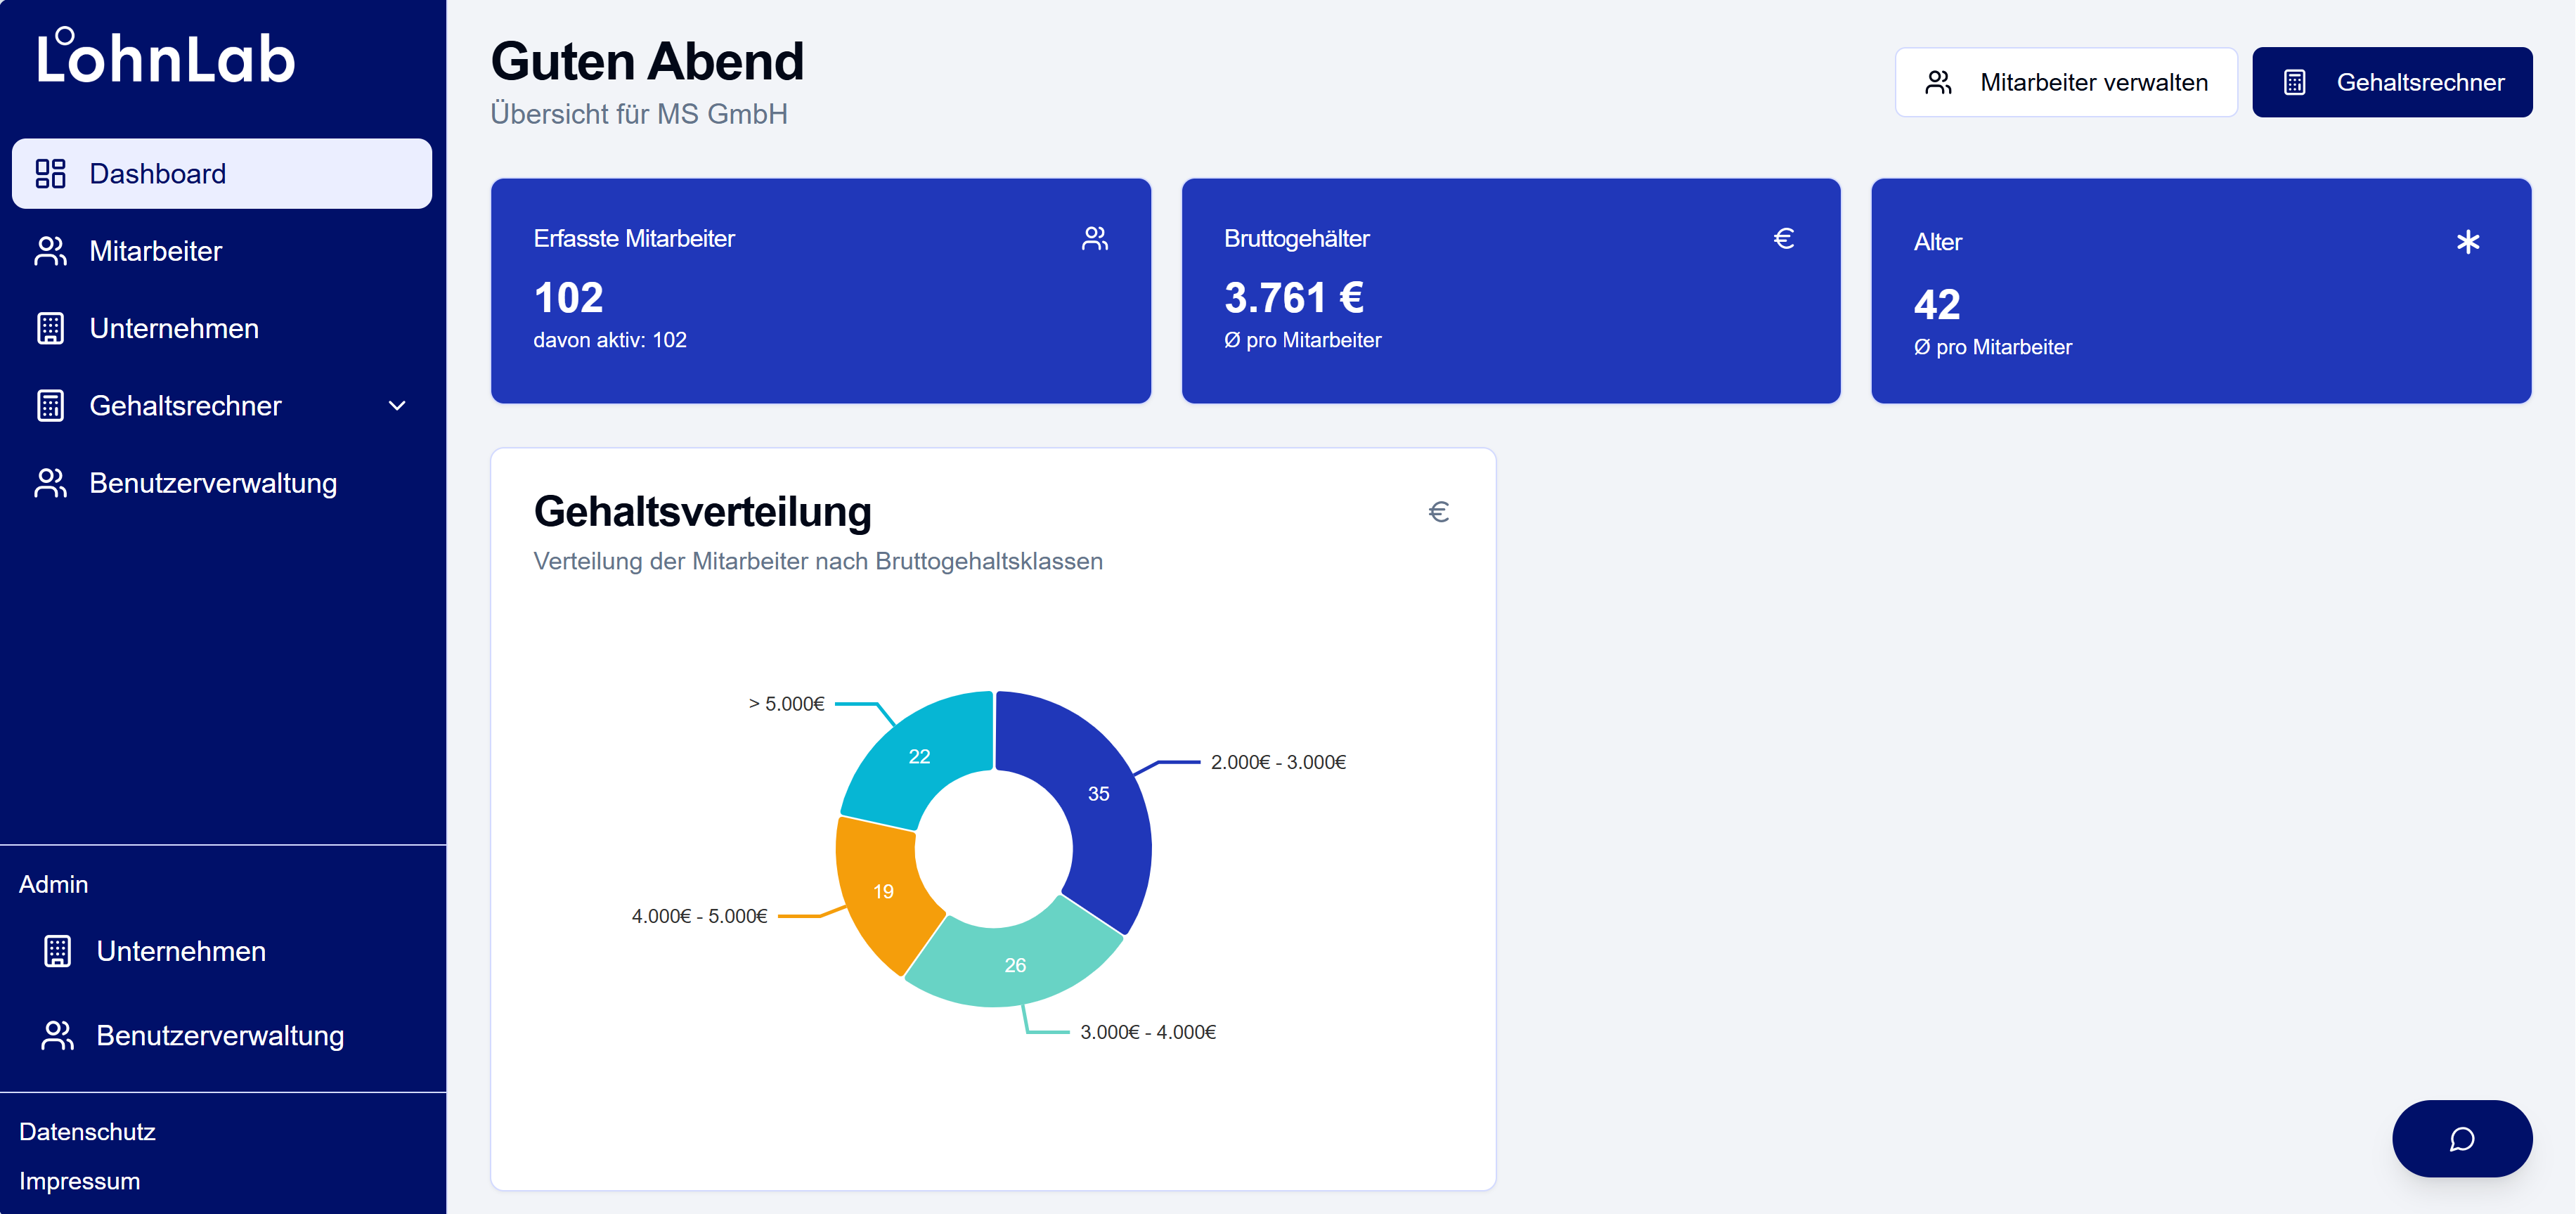 LohnLab
Dashboard
Mitarbeiter
Unternehmen
Gehaltsrechner
Benutzerverwaltung
Admin
Unternehmen
Benutzerverwaltung
Datenschutz
Impressum
Guten Abend
Übersicht für MS GmbH
Mitarbeiter verwalten
Gehaltsrechner
Erfasste Mitarbeiter
102
davon aktiv: 102
Bruttogehälter
€
3.761 €
Ø pro Mitarbeiter
Alter
42
Ø pro Mitarbeiter
Gehaltsverteilung
€
Verteilung der Mitarbeiter nach Bruttogehaltsklassen
> 5.000€
22
2.000€ - 3.000€
35
19
4.000€ - 5.000€
26
3.000€ - 4.000€